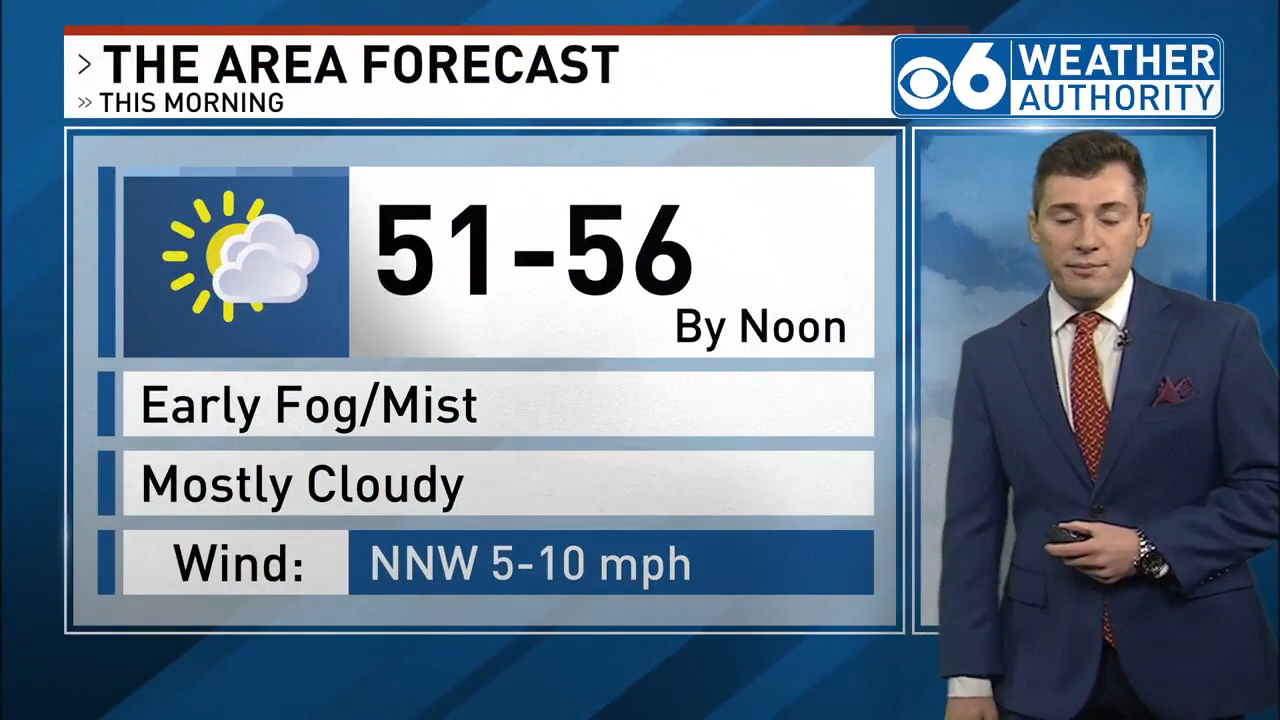 > THE AREA FORECAST
» THIS MORNING
6 WEATHER
AUTHORITY
51-56
By Noon
Early Fog/Mist
Mostly Cloudy
Wind: NNW 5-10 mph